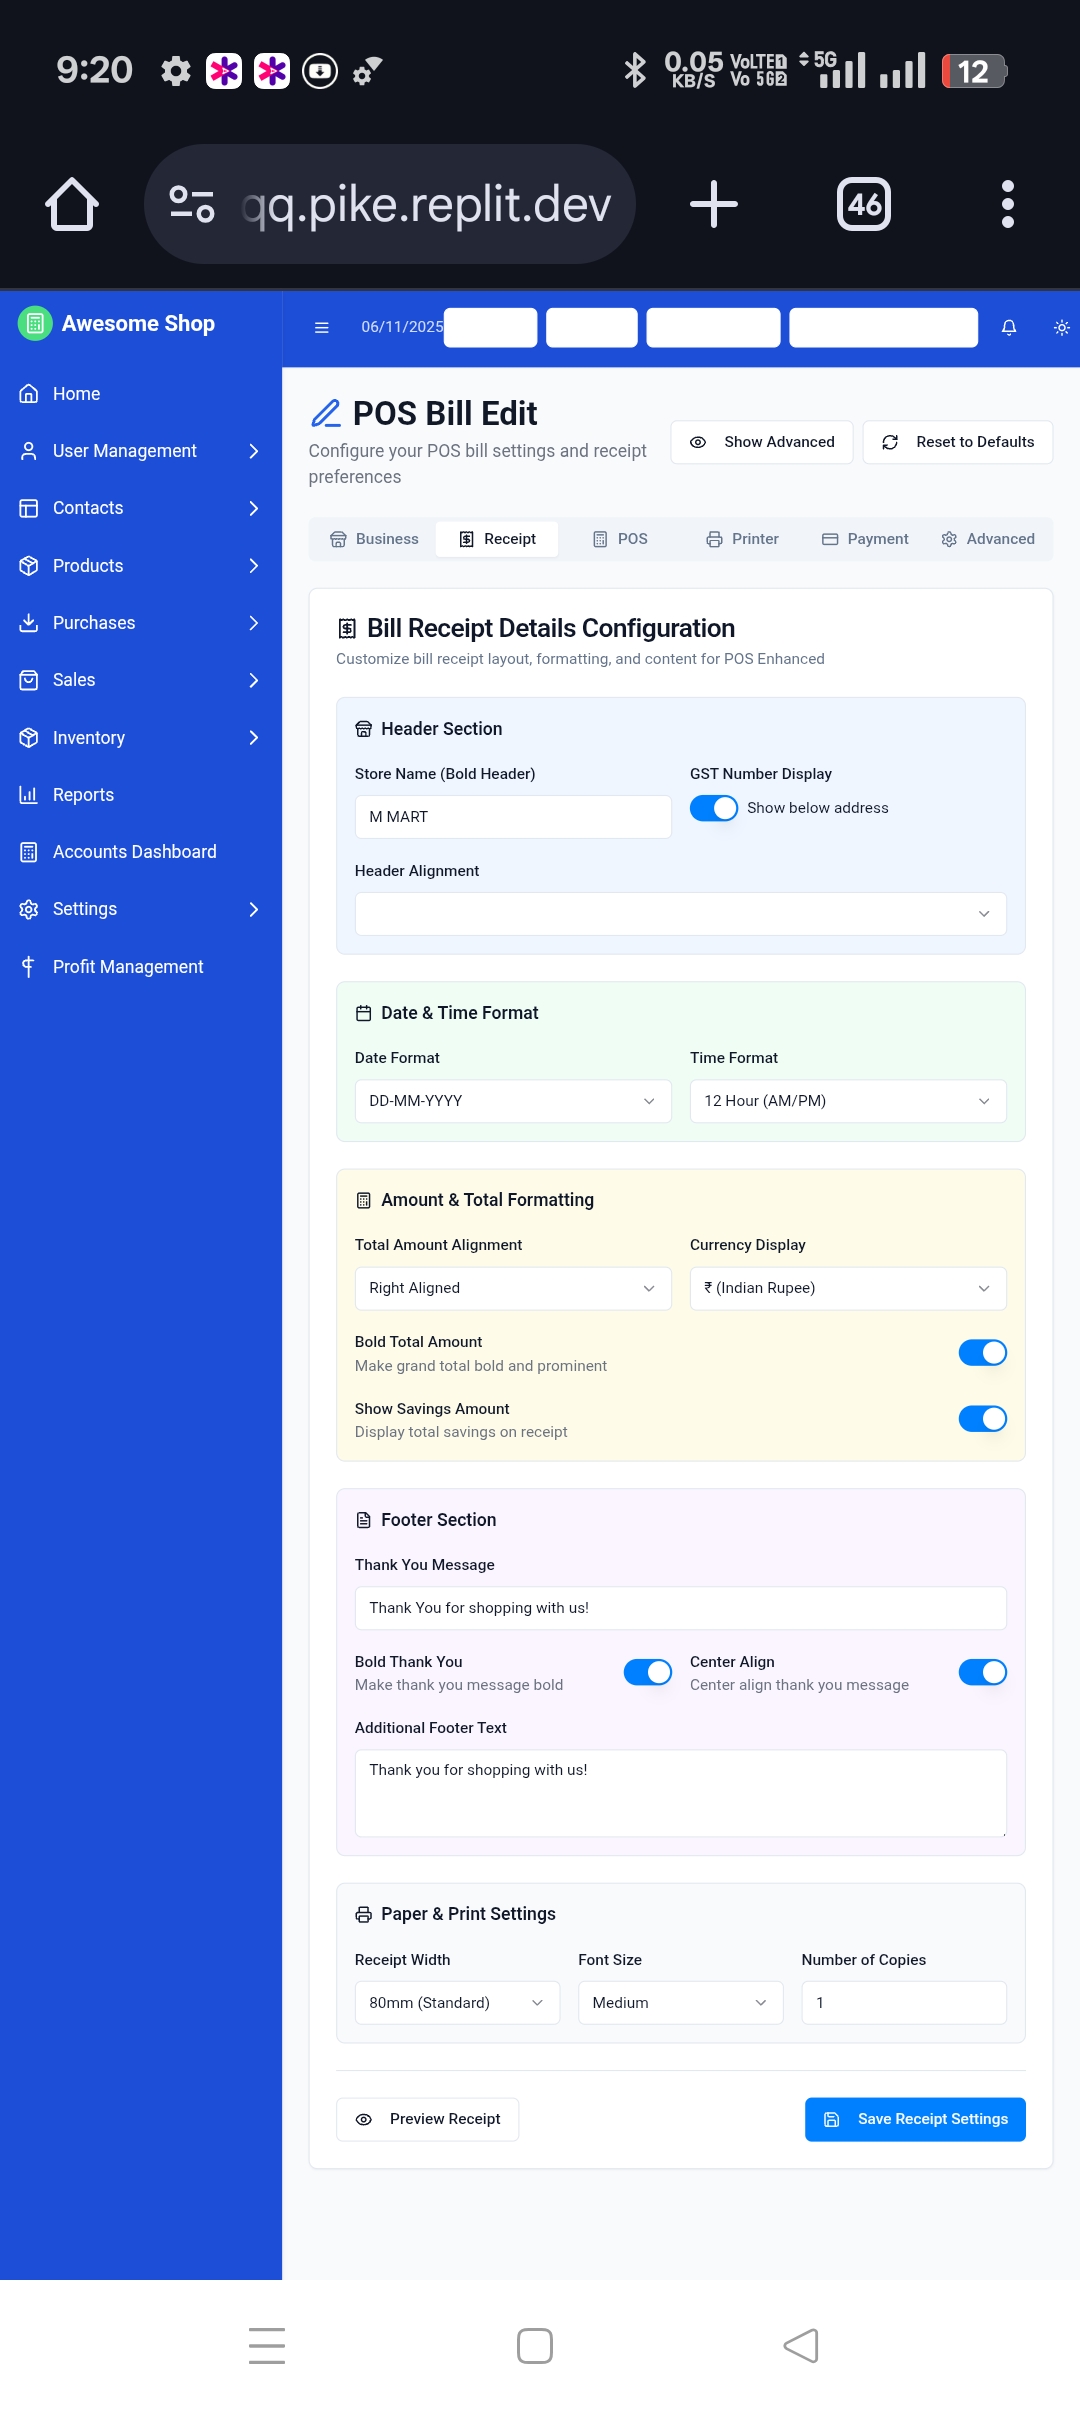 9:20
0.05
KB/S
VoLTE1
Vo 5G2
5G
12
qq.pike.replit.dev
46
Awesome Shop
06/11/2025
Home
User Management
Contacts
Products
Purchases
Sales
Inventory
Reports
Accounts Dashboard
Settings
Profit Management
POS Bill Edit
Configure your POS bill settings and receipt
preferences
Show Advanced
Reset to Defaults
Business
Receipt
POS
Printer
Payment
Advanced
Bill Receipt Details Configuration
Customize bill receipt layout, formatting, and content for POS Enhanced
Header Section
Store Name (Bold Header)
GST Number Display
M MART
Show below address
Header Alignment
Date & Time Format
Date Format
Time Format
DD-MM-YYYY
12 Hour (AM/PM)
Amount & Total Formatting
Total Amount Alignment
Currency Display
Right Aligned
₹ (Indian Rupee)
Bold Total Amount
Make grand total bold and prominent
Show Savings Amount
Display total savings on receipt
Footer Section
Thank You Message
Thank You for shopping with us!
Bold Thank You
Make thank you message bold
Center Align
Center align thank you message
Additional Footer Text
Thank you for shopping with us!
Paper & Print Settings
Receipt Width
Font Size
Number of Copies
80mm (Standard)
Medium
1
Preview Receipt
Save Receipt Settings